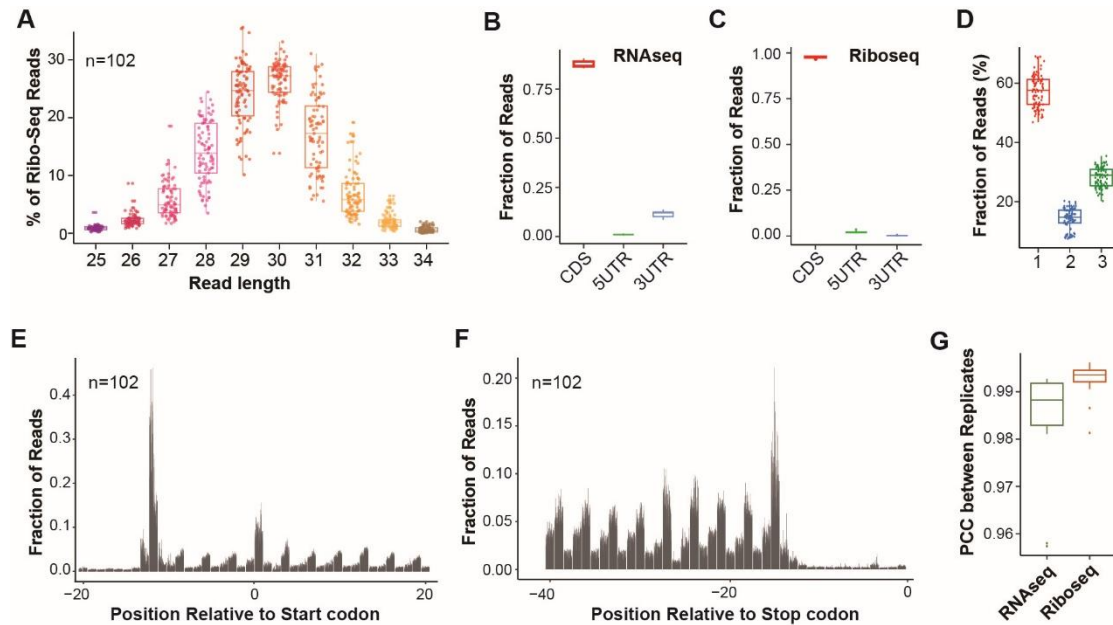 A
n=102
% of Ribo-Seq Reads
30
20
10
0
25 26 27 28 29 30 31 32 33 34
Read length
B
RNAseq
Fraction of Reads
0.75
0.50
0.25
0.00
CDS 5UTR 3UTR
C
Riboseq
Fraction of Reads
1.00
0.75
0.50
0.25
0.00
CDS 5UTR 3UTR
D
Fraction of Reads (%)
60
40
20
1 2 3
E
n=102
Fraction of Reads
0.4
0.3
0.2
0.1
0.0
−20 0 20
Position Relative to Start codon
F
n=102
Fraction of Reads
0.20
0.15
0.10
0.05
0.00
−40 −20 0
Position Relative to Stop codon
G
PCC between Replicates
0.99
0.98
0.97
0.96
RNAseq Riboseq